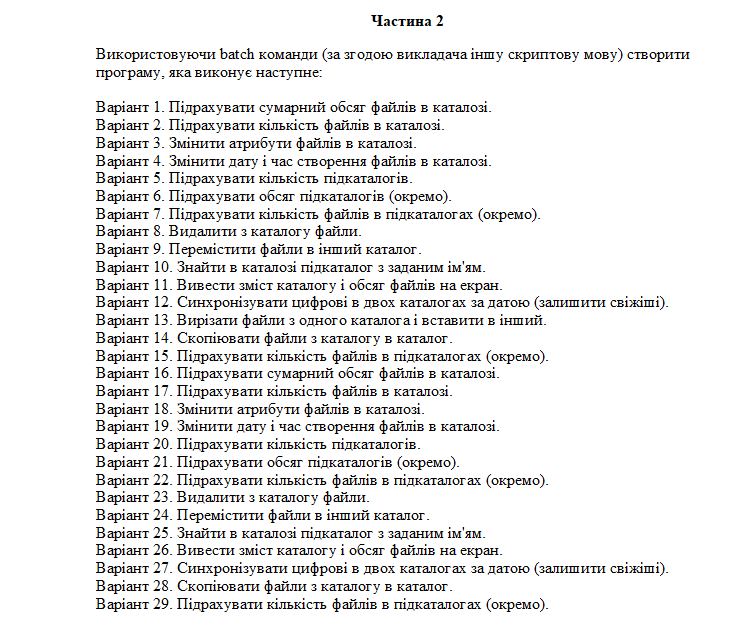 Частина 2
Використовуючи batch команди (за згодою викладача іншу скриптову мову) створити
програму, яка виконує наступне:
Варіант 1. Підрахувати сумарний обсяг файлів в каталозі.
Варіант 2. Підрахувати кількість файлів в каталозі.
Варіант 3. Змінити атрибути файлів в каталозі.
Варіант 4. Змінити дату і час створення файлів в каталозі.
Варіант 5. Підрахувати кількість підкаталогів.
Варіант 6. Підрахувати обсяг підкаталогів (окремо).
Варіант 7. Підрахувати кількість файлів в підкаталогах (окремо).
Варіант 8. Видалити з каталогу файли.
Варіант 9. Перемістити файли в інший каталог.
Варіант 10. Знайти в каталозі підкаталог з заданим ім'ям.
Варіант 11. Вивести зміст каталогу і обсяг файлів на екран.
Варіант 12. Синхронізувати цифрові в двох каталогах за датою (залишити свіжіші).
Варіант 13. Вирізати файли з одного каталога і вставити в інший.
Варіант 14. Скопіювати файли з каталогу в каталог.
Варіант 15. Підрахувати кількість файлів в підкаталогах (окремо).
Варіант 16. Підрахувати сумарний обсяг файлів в каталозі.
Варіант 17. Підрахувати кількість файлів в каталозі.
Варіант 18. Змінити атрибути файлів в каталозі.
Варіант 19. Змінити дату і час створення файлів в каталозі.
Варіант 20. Підрахувати кількість підкаталогів.
Варіант 21. Підрахувати обсяг підкаталогів (окремо).
Варіант 22. Підрахувати кількість файлів в підкаталогах (окремо).
Варіант 23. Видалити з каталогу файли.
Варіант 24. Перемістити файли в інший каталог.
Варіант 25. Знайти в каталозі підкаталог з заданим ім'ям.
Варіант 26. Вивести зміст каталогу і обсяг файлів на екран.
Варіант 27. Синхронізувати цифрові в двох каталогах за датою (залишити свіжіші).
Варіант 28. Скопіювати файли з каталогу в каталог.
Варіант 29. Підрахувати кількість файлів в підкаталогах (окремо).